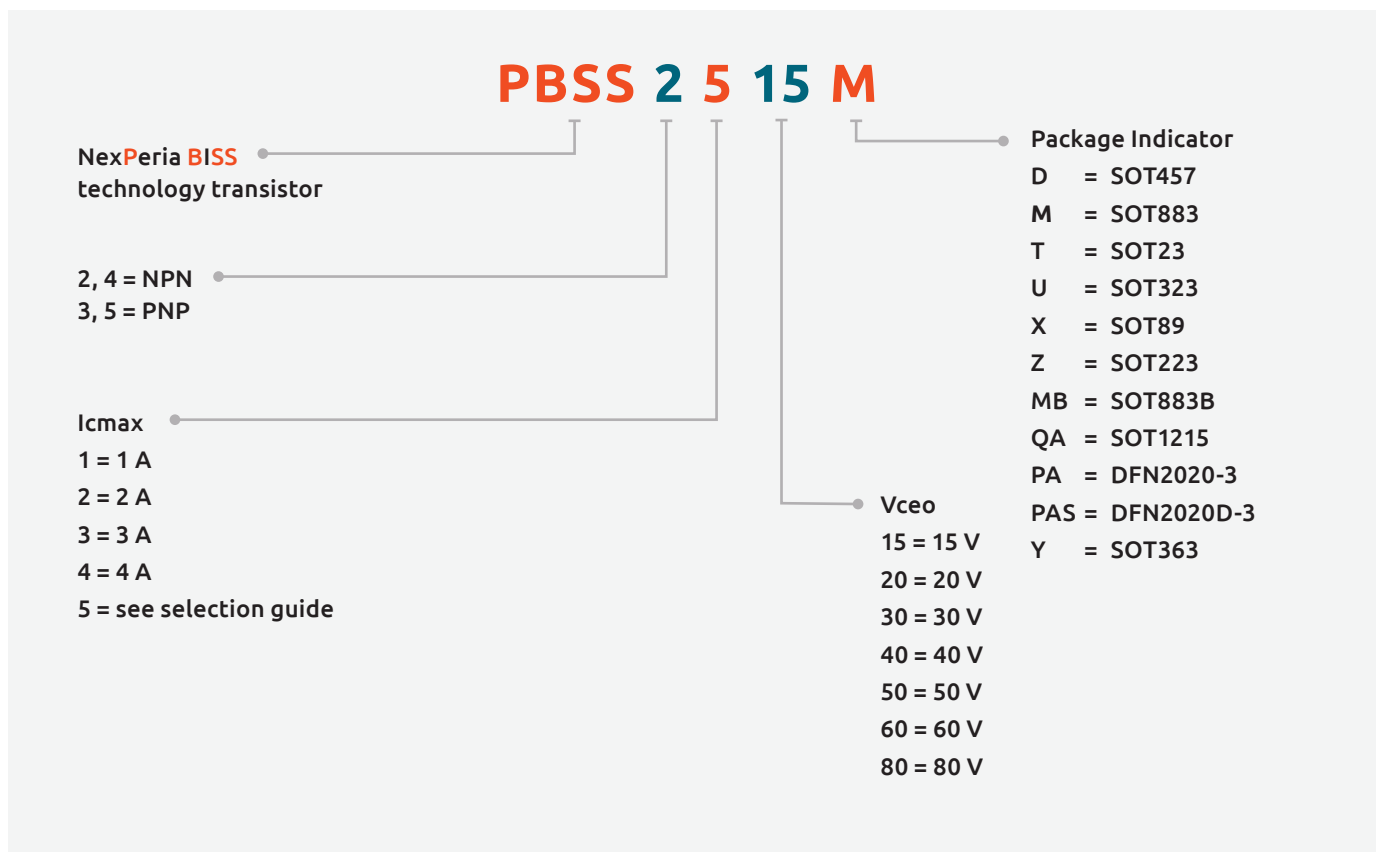 PBSS 2 5 15 M
NexPeria BISS
technology transistor
2, 4 = NPN
3, 5 = PNP
Icmax
1 = 1 A
2 = 2 A
3 = 3 A
4 = 4 A
5 = see selection guide
Vceo
15 = 15 V
20 = 20 V
30 = 30 V
40 = 40 V
50 = 50 V
60 = 60 V
80 = 80 V
Package Indicator
D = SOT457
M = SOT883
T = SOT23
U = SOT323
X = SOT89
Z = SOT223
MB = SOT883B
QA = SOT1215
PA = DFN2020-3
PAS = DFN2020D-3
Y = SOT363